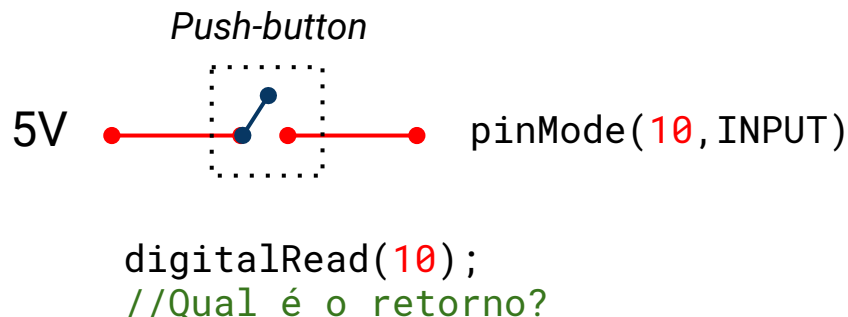 Push-button
5V
pinMode(10,INPUT)
digitalRead(10);
//Qual é o retorno?